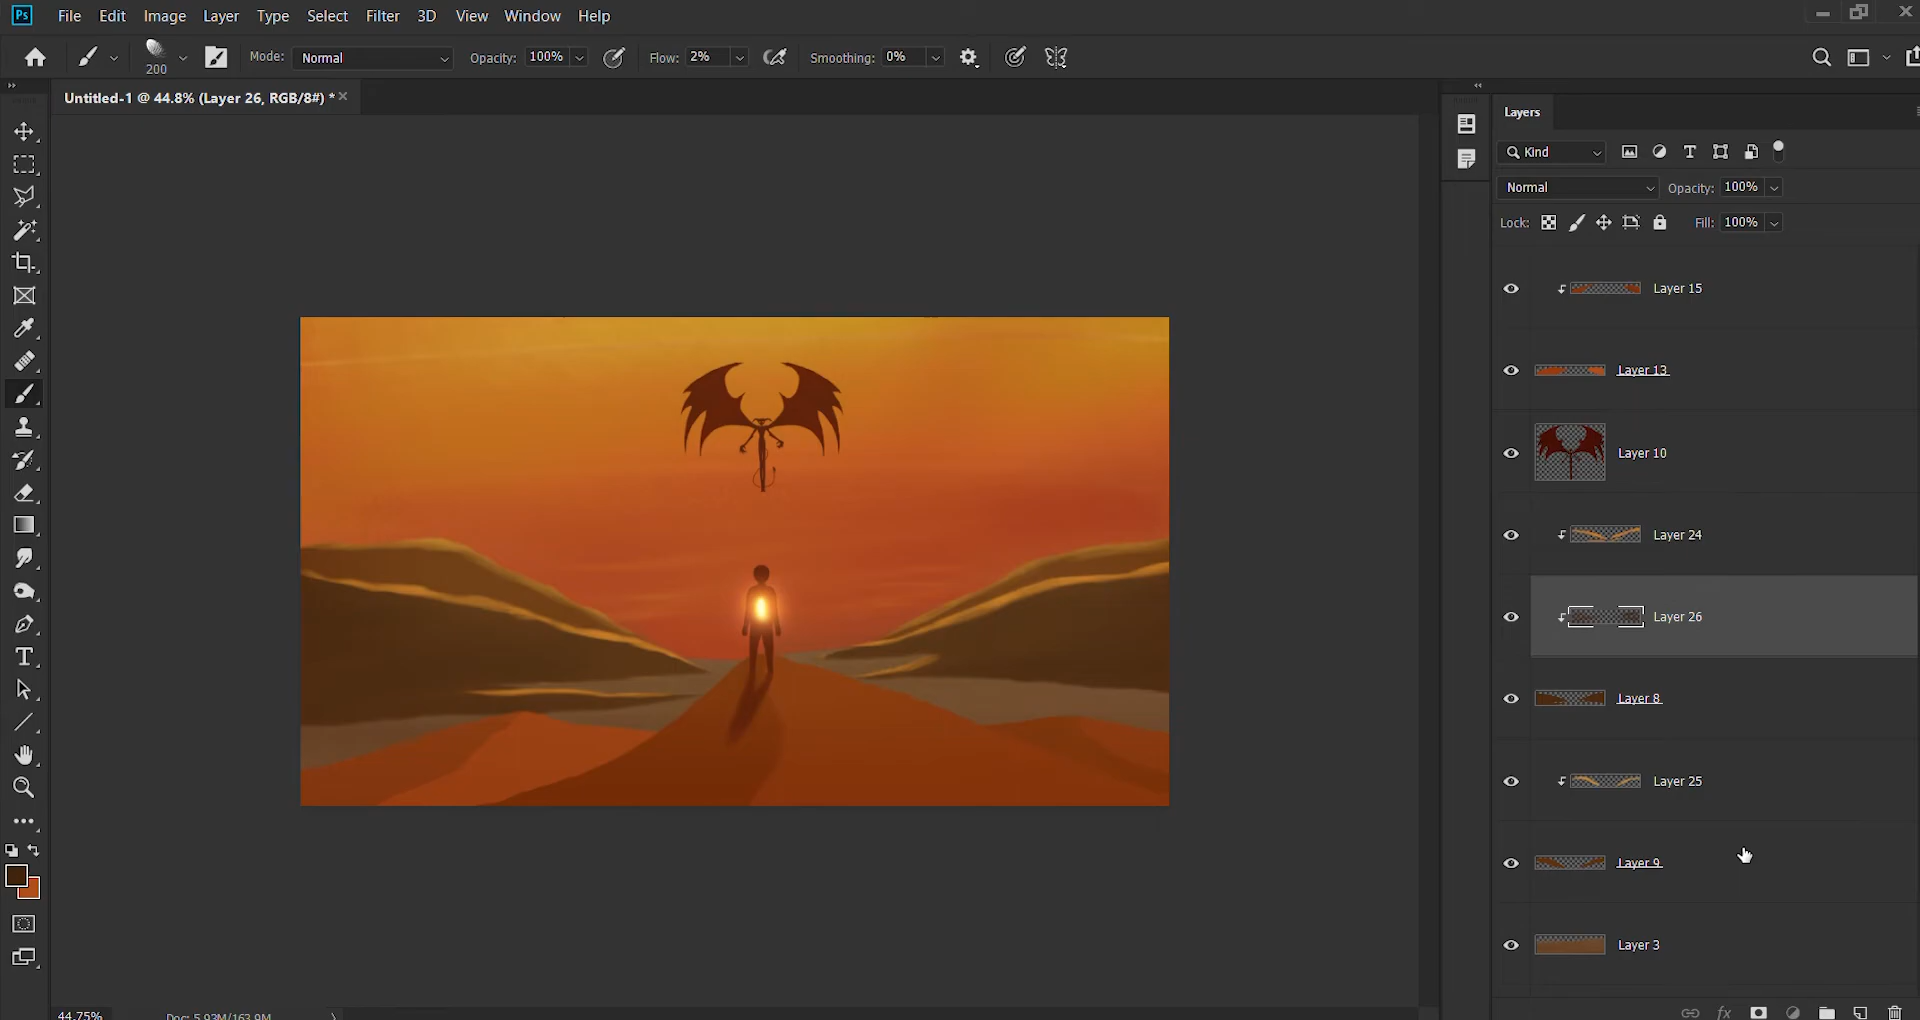 Ps File Edit Image Layer Type Select Filter 3D View Window Help
200 Mode: Normal Opacity: 100% Flow: 2% Smoothing: 0%
Untitled-1 @ 44.8% (Layer 26, RGB/8#) *
Layers
Kind
Normal Opacity: 100%
Lock: Fill: 100%
Layer 15
Layer 13
Layer 10
Layer 24
Layer 26
Layer 8
Layer 25
Layer 9
Layer 3
44.75% Doc: 5.93M/163.9M